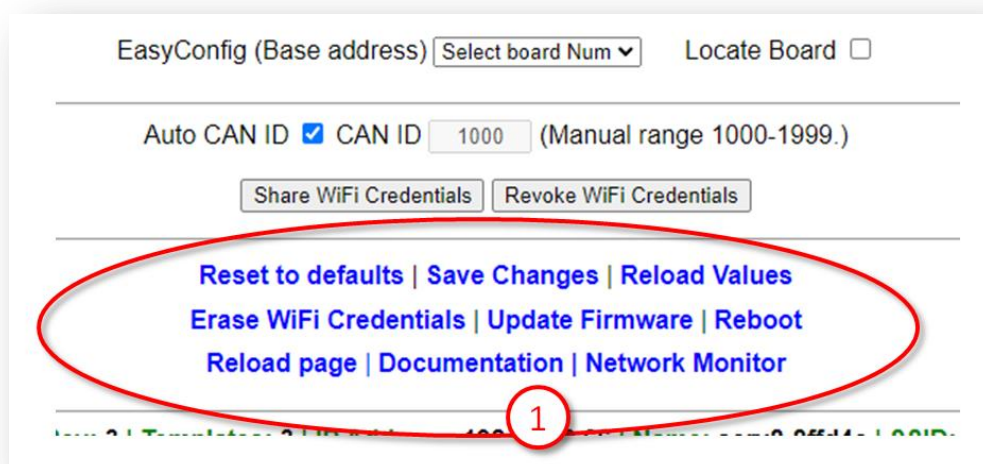 EasyConfig (Base address) Select board Num Locate Board
Auto CAN ID CAN ID 1000 (Manual range 1000-1999.)
Share WiFi Credentials Revoke WiFi Credentials
Reset to defaults | Save Changes | Reload Values
Erase WiFi Credentials | Update Firmware | Reboot
Reload page | Documentation | Network Monitor
1